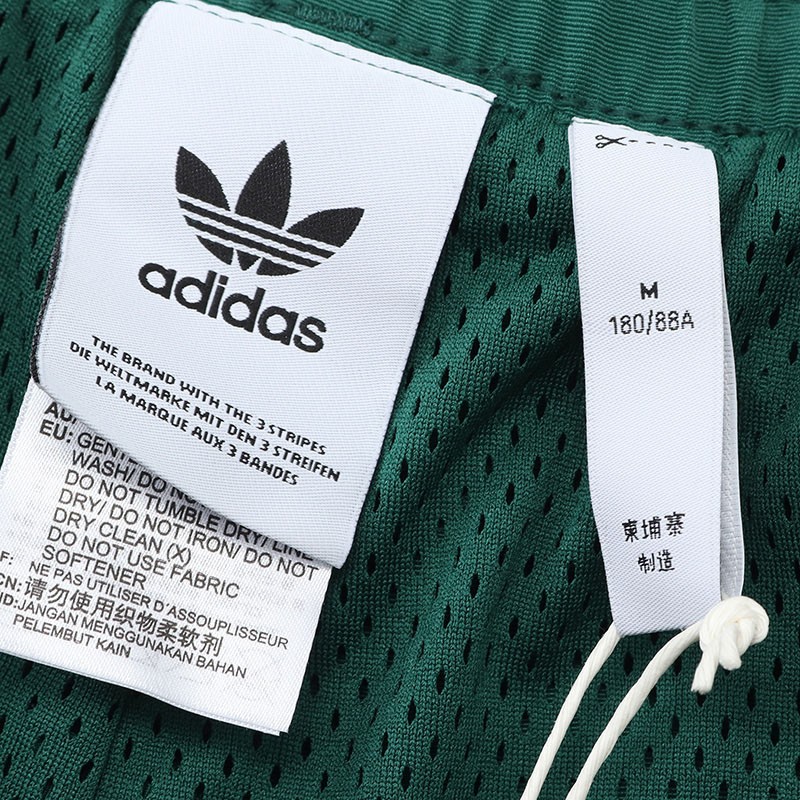 adidas
THE BRAND WITH THE 3 STRIPES
DIE WELTMARKE MIT DEN 3 STREIFEN
LA MARQUE AUX 3 BANDES
EU: GENT
WASH/ DO NO
DO NOT TUMBLE DRY/ LINE
DRY/ DO NOT IRON/ DO NOT
DRY CLEAN (X)
DO NOT USE FABRIC
SOFTENER
F: NE PAS UTILISER D'ASSOUPLISSEUR
CN:请勿使用织物柔软剂
ID:JANGAN MENGGUNAKAN BAHAN
PELEMBUT KAIN
M
180/88A
柬埔寨
制造